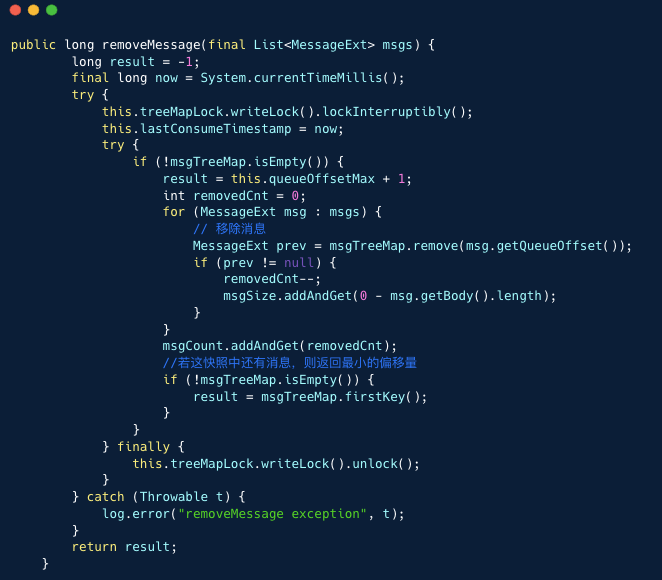 public long removeMessage(final List<MessageExt> msgs) {
        long result = -1;
        final long now = System.currentTimeMillis();
        try {
            this.treeMapLock.writeLock().lockInterruptibly();
            this.lastConsumeTimestamp = now;
            try {
                if (!msgTreeMap.isEmpty()) {
                    result = this.queueOffsetMax + 1;
                    int removedCnt = 0;
                    for (MessageExt msg : msgs) {
                        // 移除消息
                        MessageExt prev = msgTreeMap.remove(msg.getQueueOffset());
                        if (prev != null) {
                            removedCnt--;
                            msgSize.addAndGet(0 - msg.getBody().length);
                        }
                    }
                    msgCount.addAndGet(removedCnt);
                    //若这快照中还有消息，则返回最小的偏移量
                    if (!msgTreeMap.isEmpty()) {
                        result = msgTreeMap.firstKey();
                    }
                }
            } finally {
                this.treeMapLock.writeLock().unlock();
            }
        } catch (Throwable t) {
            log.error("removeMessage exception", t);
        }
        return result;
    }